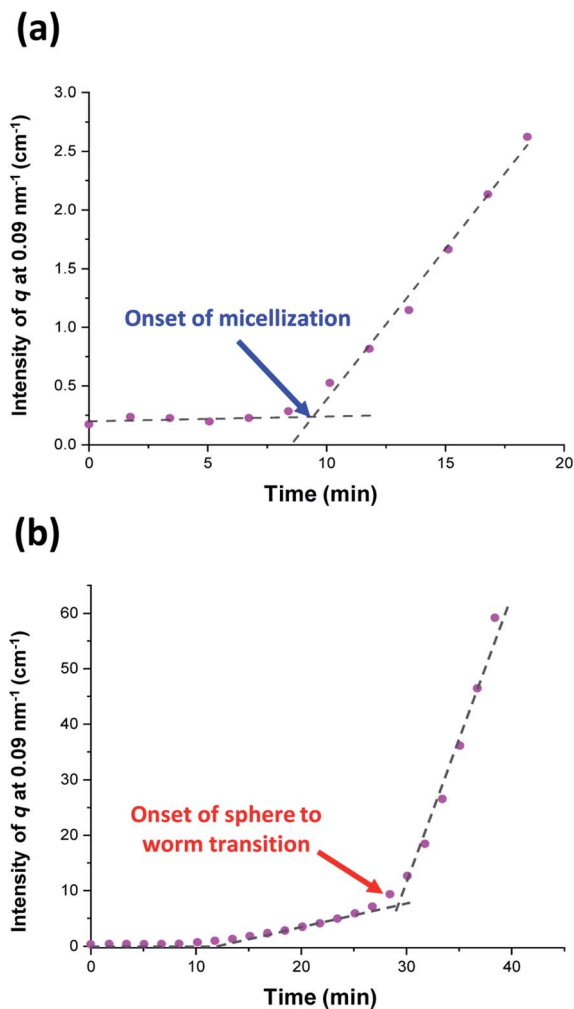 (a)
Intensity of q at 0.09 nm⁻¹ (cm⁻¹)
3.0
2.5
2.0
1.5
1.0
0.5
0.0
Onset of micellization
0 5 10 15 20
Time (min)
(b)
Intensity of q at 0.09 nm⁻¹ (cm⁻¹)
60
50
40
30
20
10
0
Onset of sphere to
worm transition
0 10 20 30 40
Time (min)